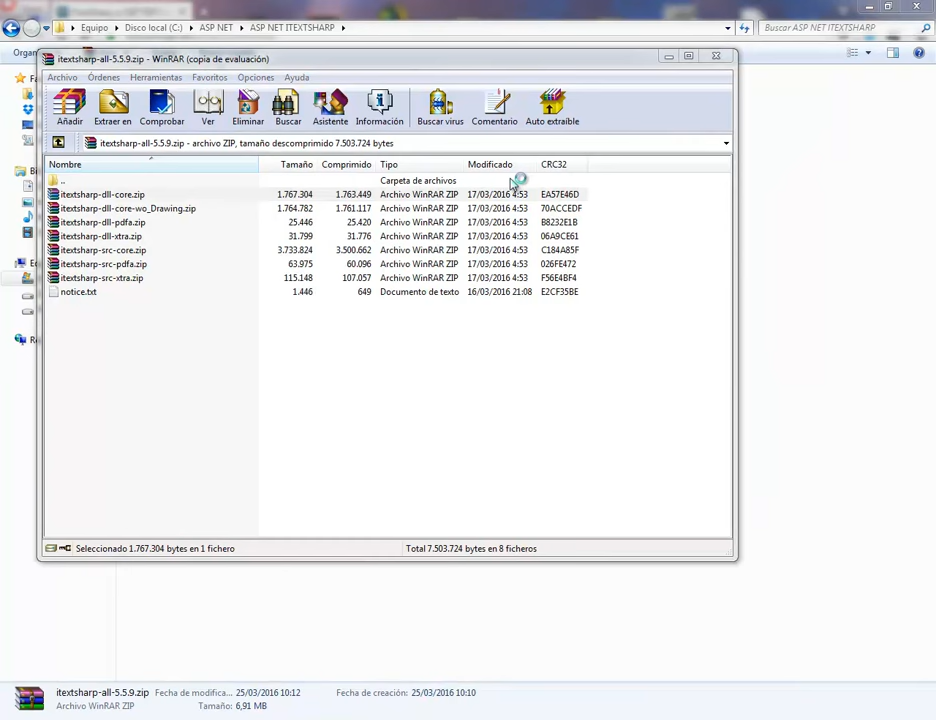 Equipo ▸ Disco local (C:) ▸ ASP NET ▸ ASP NET ITEXTSHARP ▸
Buscar ASP NET ITEXTSHARP
Organ
itextsharp-all-5.5.9.zip - WinRAR (copia de evaluación)
Archivo Órdenes Herramientas Favoritos Opciones Ayuda
Añadir Extraer en Comprobar Ver Eliminar Buscar Asistente Información Buscar virus Comentario Auto extraíble
itextsharp-all-5.5.9.zip - archivo ZIP, tamaño descomprimido 7.503.724 bytes
Nombre Tamaño Comprimido Tipo Modificado CRC32
.. Carpeta de archivos
itextsharp-dll-core.zip 1.767.304 1.763.449 Archivo WinRAR ZIP 17/03/2016 4:53 EA57E46D
itextsharp-dll-core-wo_Drawing.zip 1.764.782 1.761.117 Archivo WinRAR ZIP 17/03/2016 4:53 70ACCEDF
itextsharp-dll-pdfa.zip 25.446 25.420 Archivo WinRAR ZIP 17/03/2016 4:53 B8232E1B
itextsharp-dll-xtra.zip 31.799 31.776 Archivo WinRAR ZIP 17/03/2016 4:53 06A9CE61
itextsharp-src-core.zip 3.733.824 3.500.662 Archivo WinRAR ZIP 17/03/2016 4:53 C184A85F
itextsharp-src-pdfa.zip 63.975 60.096 Archivo WinRAR ZIP 17/03/2016 4:53 026FE472
itextsharp-src-xtra.zip 115.148 107.057 Archivo WinRAR ZIP 17/03/2016 4:53 F56E4BF4
notice.txt 1.446 649 Documento de texto 16/03/2016 21:08 E2CF35BE
Seleccionado 1.767.304 bytes en 1 fichero
Total 7.503.724 bytes en 8 ficheros
itextsharp-all-5.5.9.zip Fecha de modifica... 25/03/2016 10:12 Fecha de creación: 25/03/2016 10:10
Archivo WinRAR ZIP Tamaño: 6,91 MB